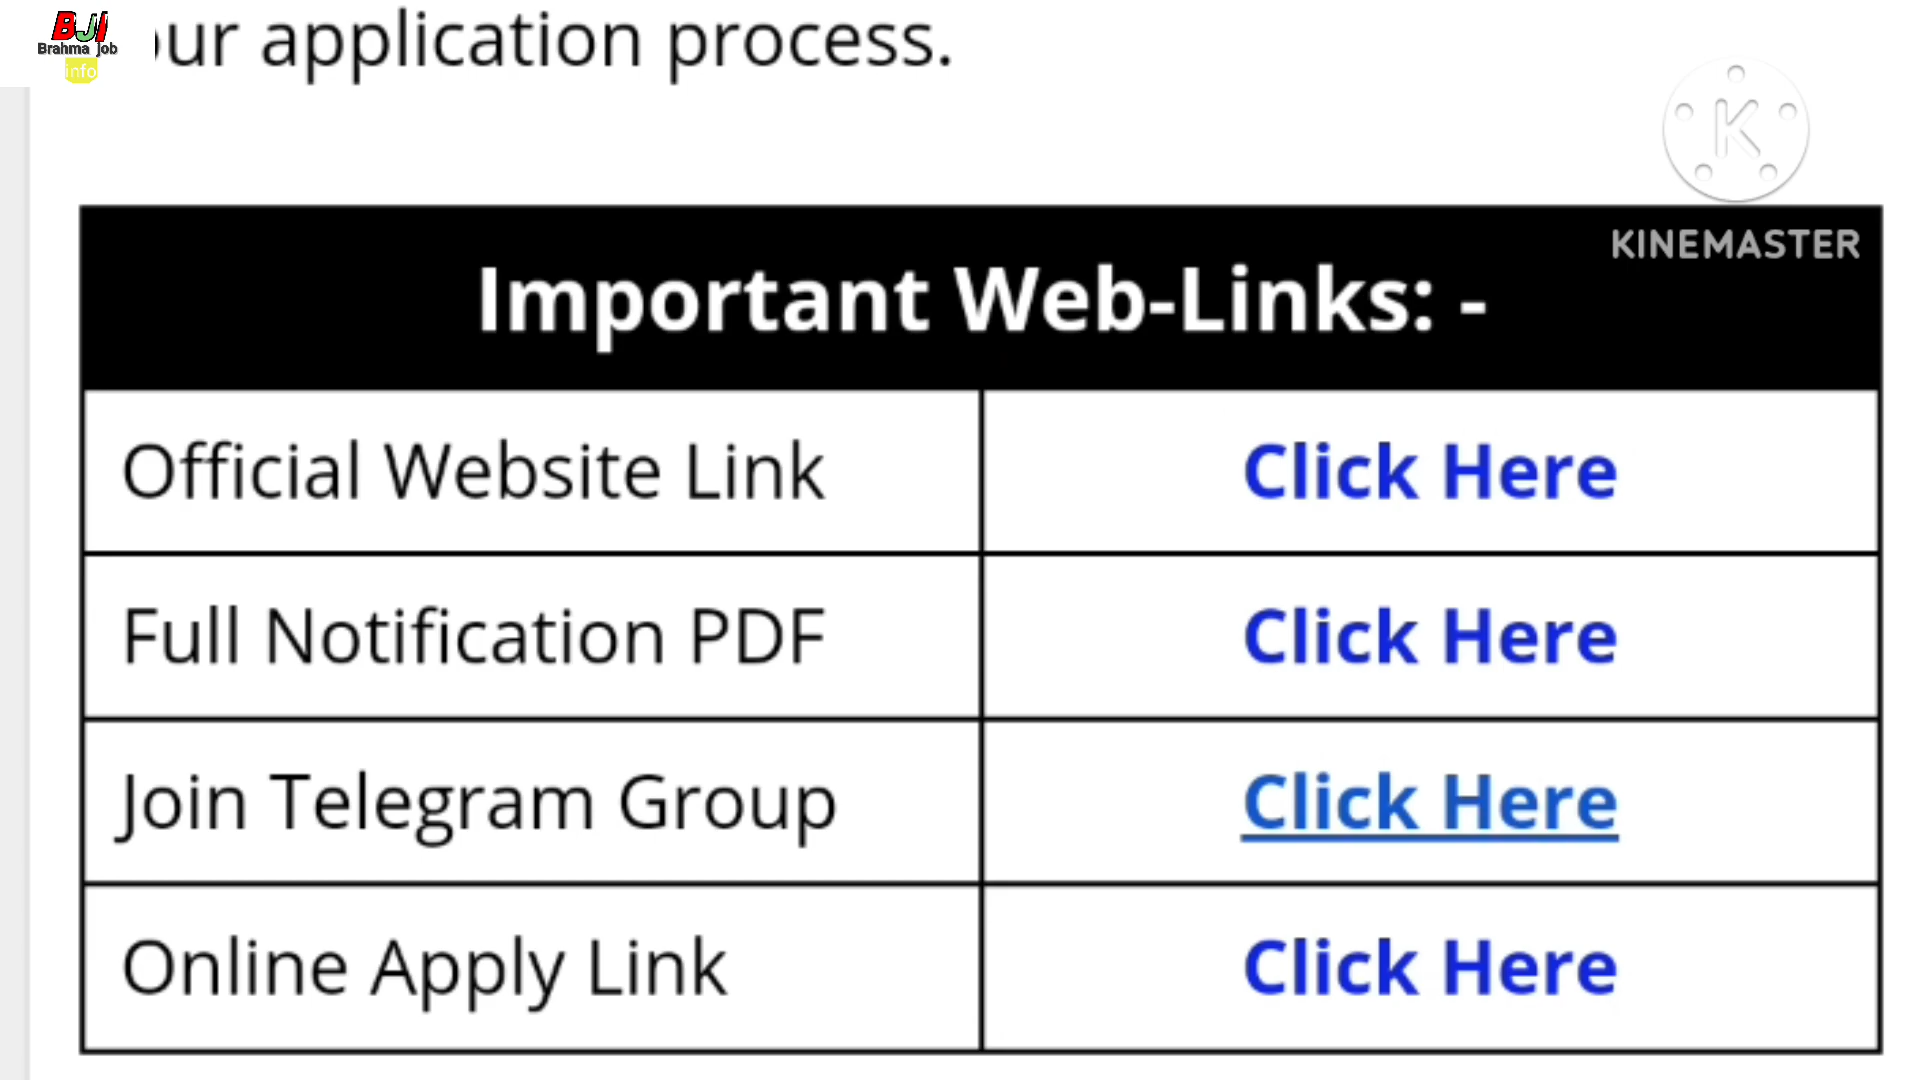 BJI
Brahma job
info
ur application process.
K
KINEMASTER
Important Web-Links: -
Official Website Link Click Here
Full Notification PDF Click Here
Join Telegram Group Click Here
Online Apply Link Click Here